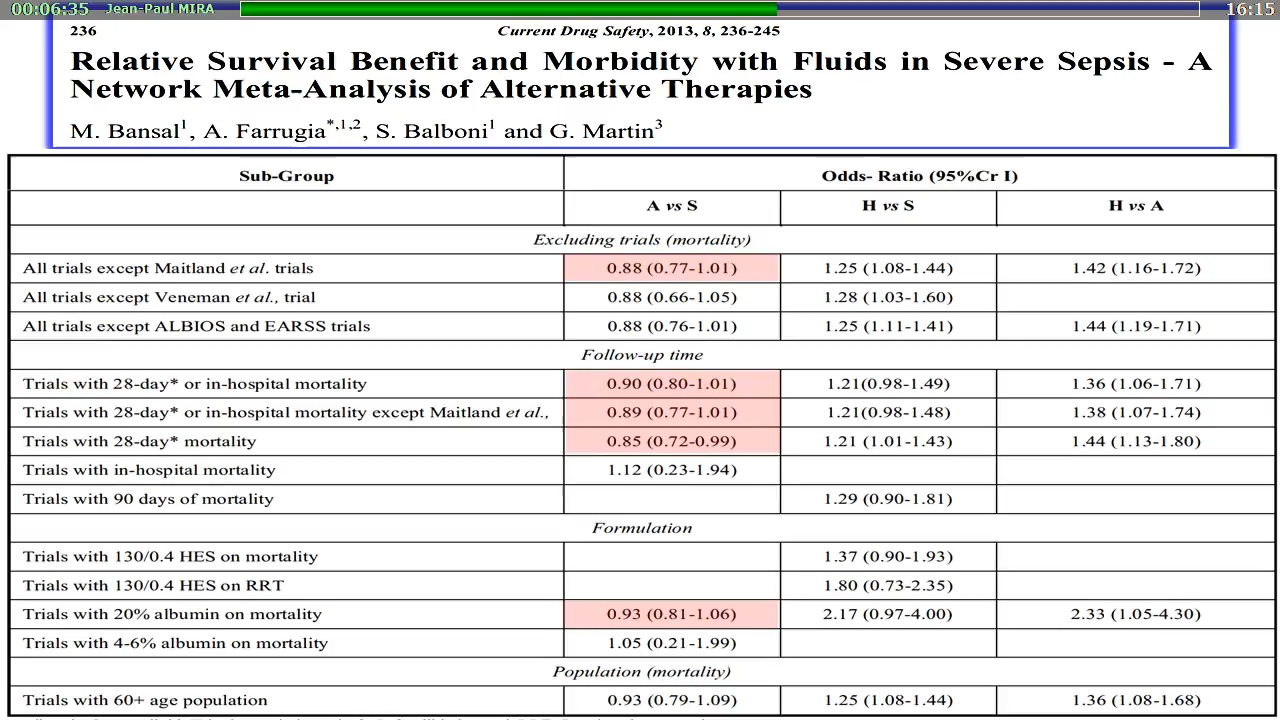 00:06:35 Jean-Paul MIRA 16:15
236 Current Drug Safety, 2013, 8, 236-245
Relative Survival Benefit and Morbidity with Fluids in Severe Sepsis - A
Network Meta-Analysis of Alternative Therapies
M. Bansal1, A. Farrugia*,1,2, S. Balboni1 and G. Martin3
Sub-Group Odds- Ratio (95%Cr I)
A vs S H vs S H vs A
Excluding trials (mortality)
All trials except Maitland et al. trials 0.88 (0.77-1.01) 1.25 (1.08-1.44) 1.42 (1.16-1.72)
All trials except Veneman et al., trial 0.88 (0.66-1.05) 1.28 (1.03-1.60)
All trials except ALBIOS and EARSS trials 0.88 (0.76-1.01) 1.25 (1.11-1.41) 1.44 (1.19-1.71)
Follow-up time
Trials with 28-day* or in-hospital mortality 0.90 (0.80-1.01) 1.21(0.98-1.49) 1.36 (1.06-1.71)
Trials with 28-day* or in-hospital mortality except Maitland et al., 0.89 (0.77-1.01) 1.21(0.98-1.48) 1.38 (1.07-1.74)
Trials with 28-day* mortality 0.85 (0.72-0.99) 1.21 (1.01-1.43) 1.44 (1.13-1.80)
Trials with in-hospital mortality 1.12 (0.23-1.94)
Trials with 90 days of mortality 1.29 (0.90-1.81)
Formulation
Trials with 130/0.4 HES on mortality 1.37 (0.90-1.93)
Trials with 130/0.4 HES on RRT 1.80 (0.73-2.35)
Trials with 20% albumin on mortality 0.93 (0.81-1.06) 2.17 (0.97-4.00) 2.33 (1.05-4.30)
Trials with 4-6% albumin on mortality 1.05 (0.21-1.99)
Population (mortality)
Trials with 60+ age population 0.93 (0.79-1.09) 1.25 (1.08-1.44) 1.36 (1.08-1.68)